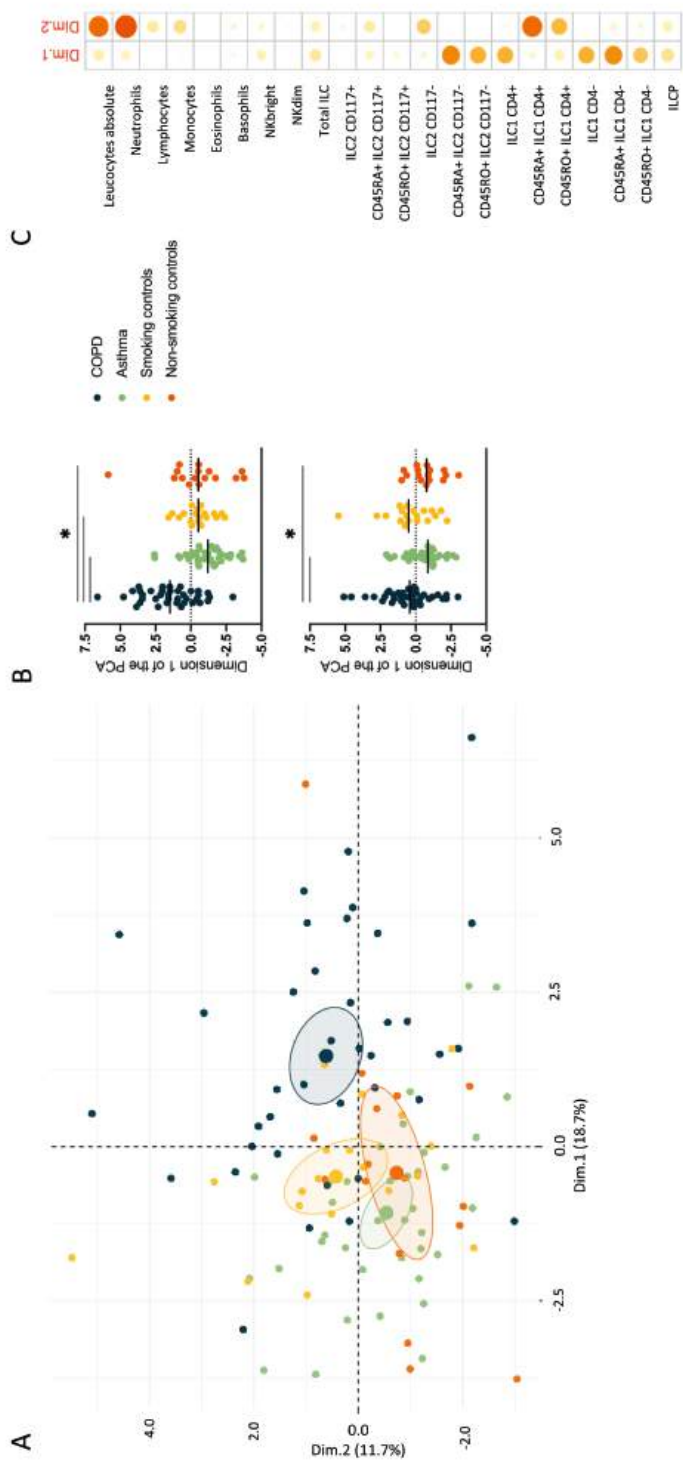 A
4.0
2.0
0.0
-2.0
Dim.2 (11.7%)
-2.5
0.0
2.5
5.0
Dim.1 (18.7%)
B
Dimension 1 of the PCA
7.5
5.0
2.5
0.0
-2.5
-5.0
*
Dimension 1 of the PCA
7.5
5.0
2.5
0.0
-2.5
-5.0
*
COPD
Asthma
Smoking controls
Non-smoking controls
C
Dim.1
Dim.2
Leucocytes absolute
Neutrophils
Lymphocytes
Monocytes
Eosinophils
Basophils
NKbright
NKdim
Total ILC
ILC2 CD117+
CD45RA+ ILC2 CD117+
CD45RO+ ILC2 CD117+
ILC2 CD117-
CD45RA+ ILC2 CD117-
CD45RO+ ILC2 CD117-
ILC1 CD4+
CD45RA+ ILC1 CD4+
CD45RO+ ILC1 CD4+
ILC1 CD4-
CD45RA+ ILC1 CD4-
CD45RO+ ILC1 CD4-
ILCP